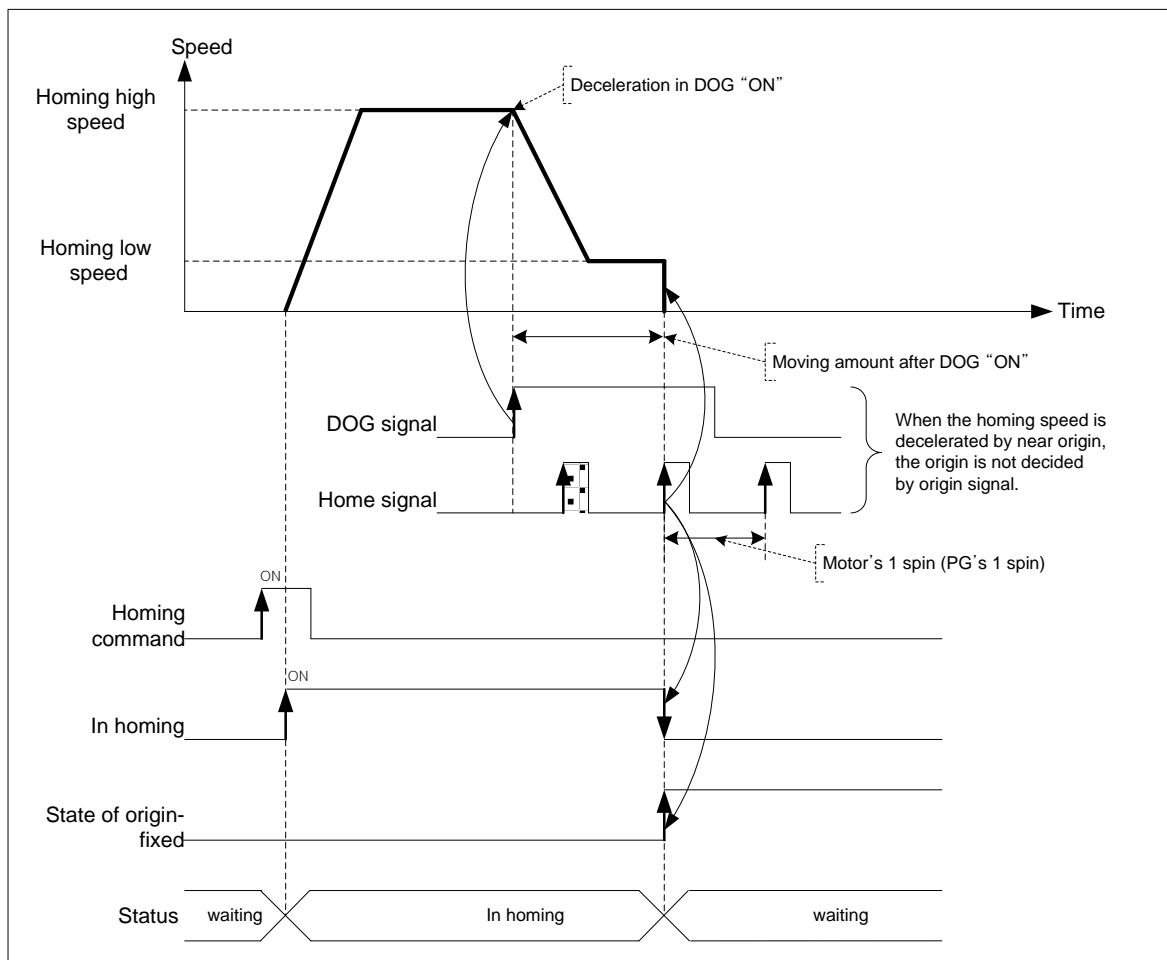 Speed
Deceleration in DOG “ON”
Homing high
speed
Homing low
speed
Time
Moving amount after DOG “ON”
DOG signal
When the homing speed is
decelerated by near origin,
the origin is not decided
by origin signal.
Home signal
Motor’s 1 spin (PG’s 1 spin)
ON
Homing
command
ON
In homing
State of origin-
fixed
Status
waiting
In homing
waiting